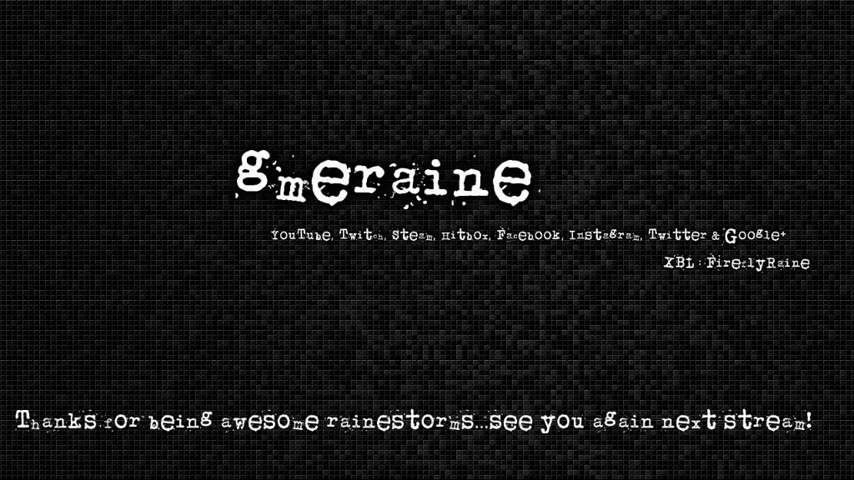 gmeraine
YouTube, Twitch, Steam, Hitbox, Facebook, Instagram, Twitter & Google+
XBL: FireflyRaine
Thanks for being awesome rainestorms...see you again next stream!